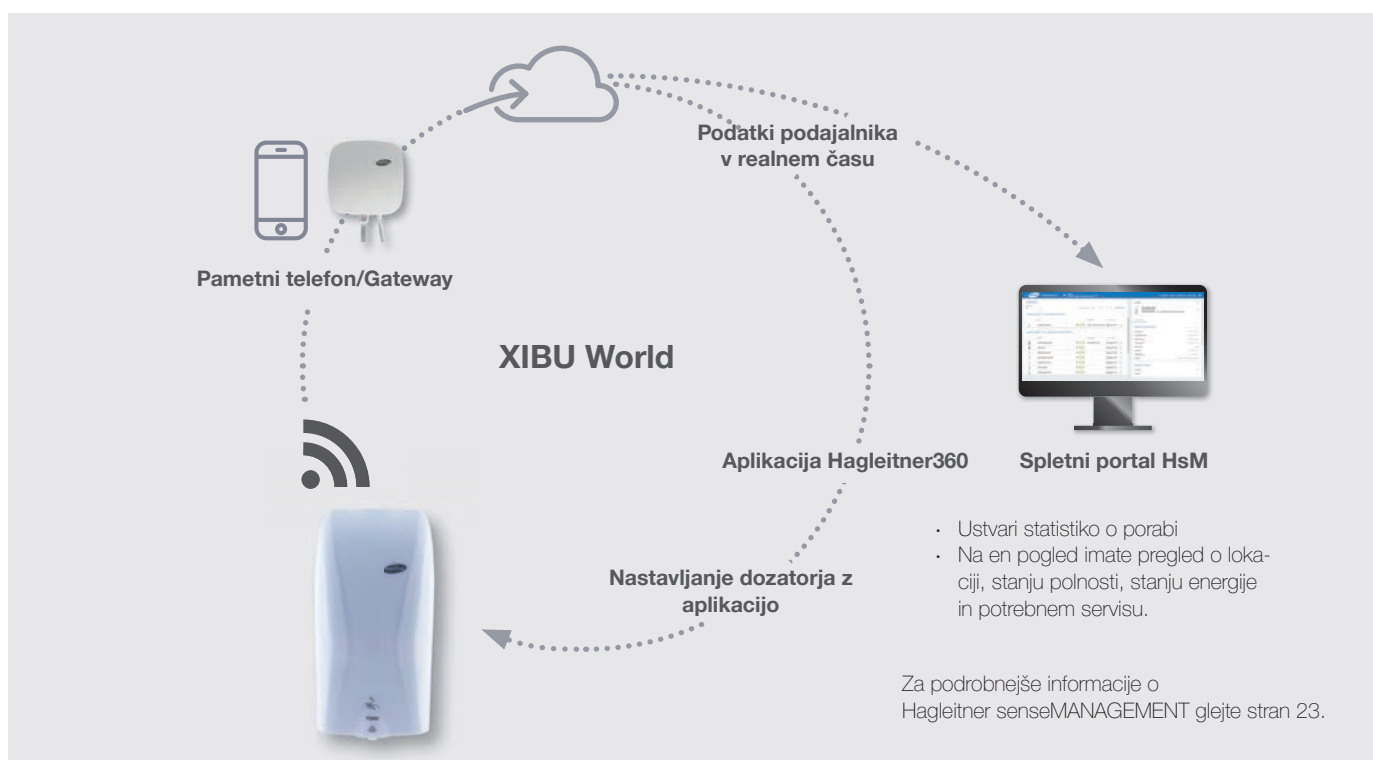 Podatki podajalnika
v realnem času
Pametni telefon/Gateway
XIBU World
Aplikacija Hagleitner360
Spletni portal HsM
Nastavljanje dozatorja z
aplikacijo
· Ustvari statistiko o porabi
· Na en pogled imate pregled o loka-
ciji, stanju polnosti, stanju energije
in potrebnem servisu.
Za podrobnejše informacije o
Hagleitner senseMANAGEMENT glejte stran 23.